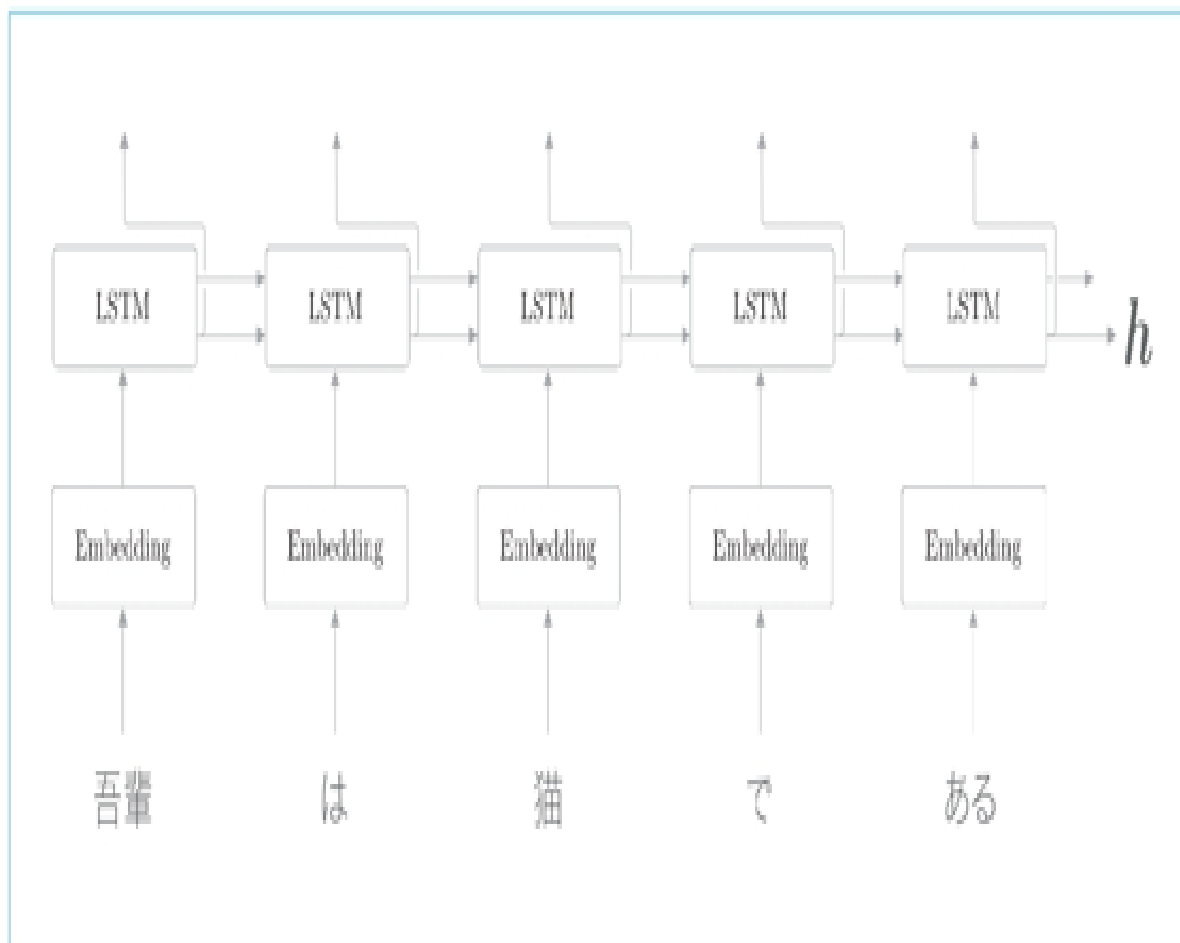 LSTM LSTM LSTM LSTM LSTM
h
Embedding Embedding Embedding Embedding Embedding
吾輩 は 猫 で ある